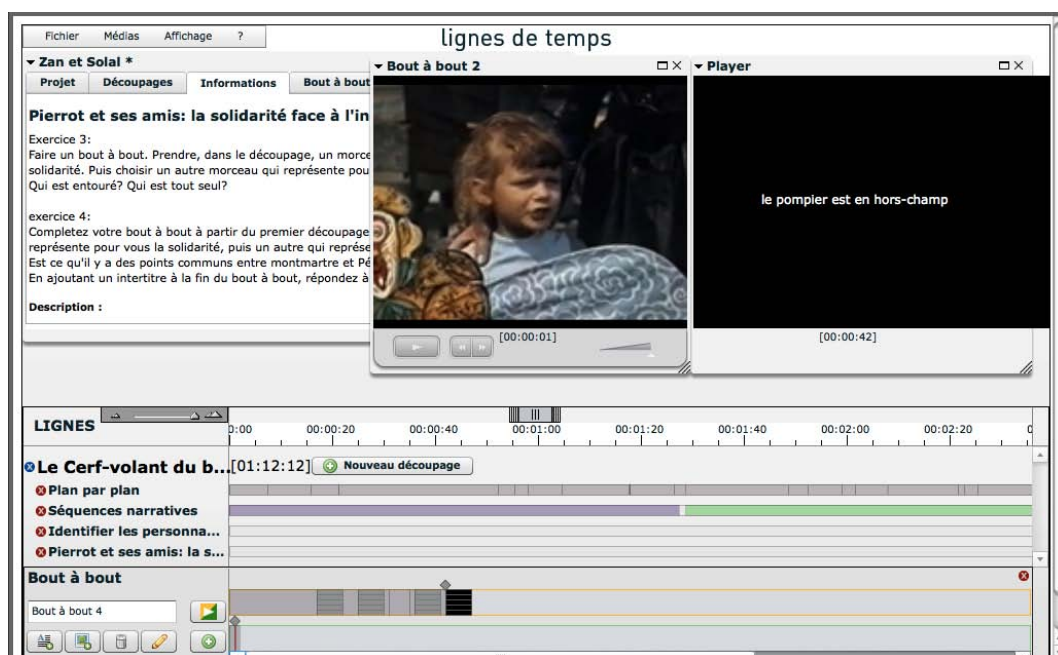 Fichier Médias Affichage ?
lignes de temps
Zan et Solal *
Projet Découpages Informations Bout à bout
Pierrot et ses amis: la solidarité face à l'in
Exercice 3:
Faire un bout à bout. Prendre, dans le découpage, un morce
solidarité. Puis choisir un autre morceau qui représente pou
Qui est entouré? Qui est tout seul?
exercice 4:
Completez votre bout à bout à partir du premier découpage
représente pour vous la solidarité, puis un autre qui représe
Est ce qu'il y a des points communs entre montmartre et Pé
En ajoutant un intertitre à la fin du bout à bout, répondez à
Description :
Bout à bout 2
[00:00:01]
Player
le pompier est en hors-champ
[00:00:42]
LIGNES
0:00 00:00:20 00:00:40 00:01:00 00:01:20 00:01:40 00:02:00 00:02:20 0
Le Cerf-volant du b... [01:12:12] Nouveau découpage
Plan par plan
Séquences narratives
Identifier les personna...
Pierrot et ses amis: la s...
Bout à bout
Bout à bout 4